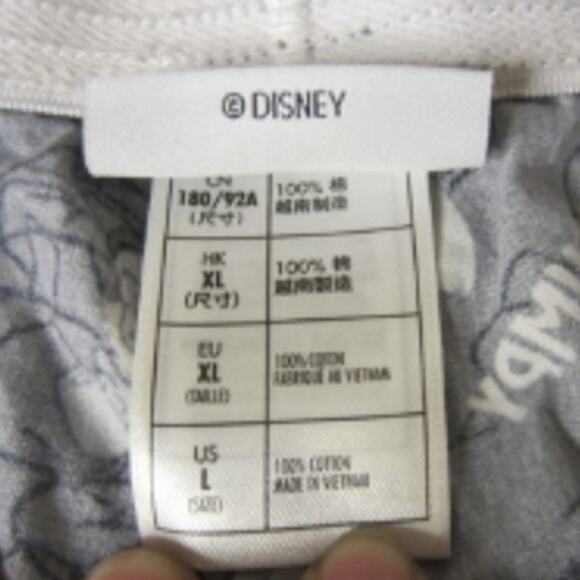 © DISNEY
CN
180/92A
(尺寸)
100% 棉
越南制造
HK
XL
(尺寸)
100% 棉
越南製造
EU
XL
(TAILLE)
100% COTON
FABRIQUÉ AU VIETNAM
US
L
(SIZE)
100% COTTON
MADE IN VIETNAM